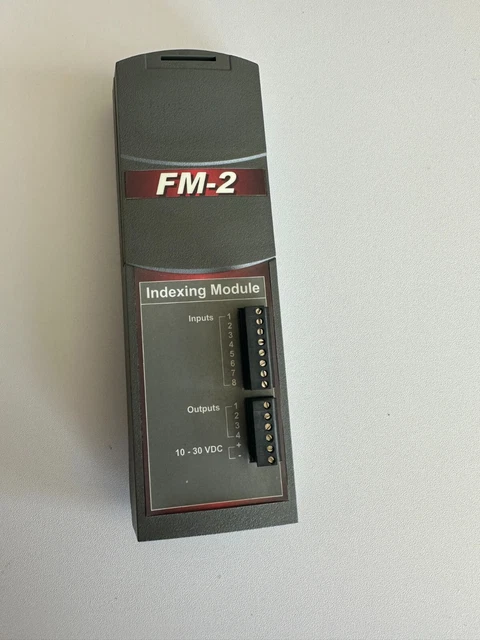 FM-2
Indexing Module
Inputs 1
2
3
4
5
6
7
8
Outputs 1
2
3
4
10 - 30 VDC +
-